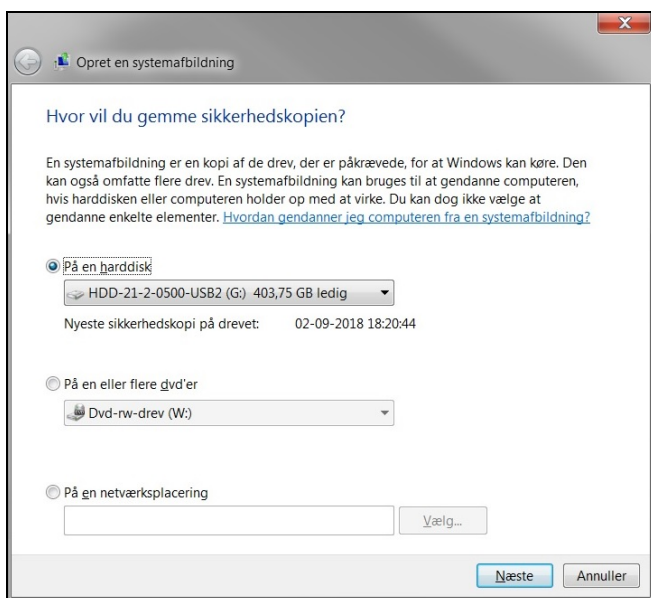 Opret en systemafbildning
Hvor vil du gemme sikkerhedskopien?
En systemafbildning er en kopi af de drev, der er påkrævede, for at Windows kan køre. Den
kan også omfatte flere drev. En systemafbildning kan bruges til at gendanne computeren,
hvis harddisken eller computeren holder op med at virke. Du kan dog ikke vælge at
gendanne enkelte elementer. Hvordan gendanner jeg computeren fra en systemafbildning?
På en harddisk
HDD-21-2-0500-USB2 (G:) 403,75 GB ledig
Nyeste sikkerhedskopi på drevet: 02-09-2018 18:20:44
På en eller flere dvd'er
Dvd-rw-drev (W:)
På en netværksplacering
Vælg...
Næste Annuller